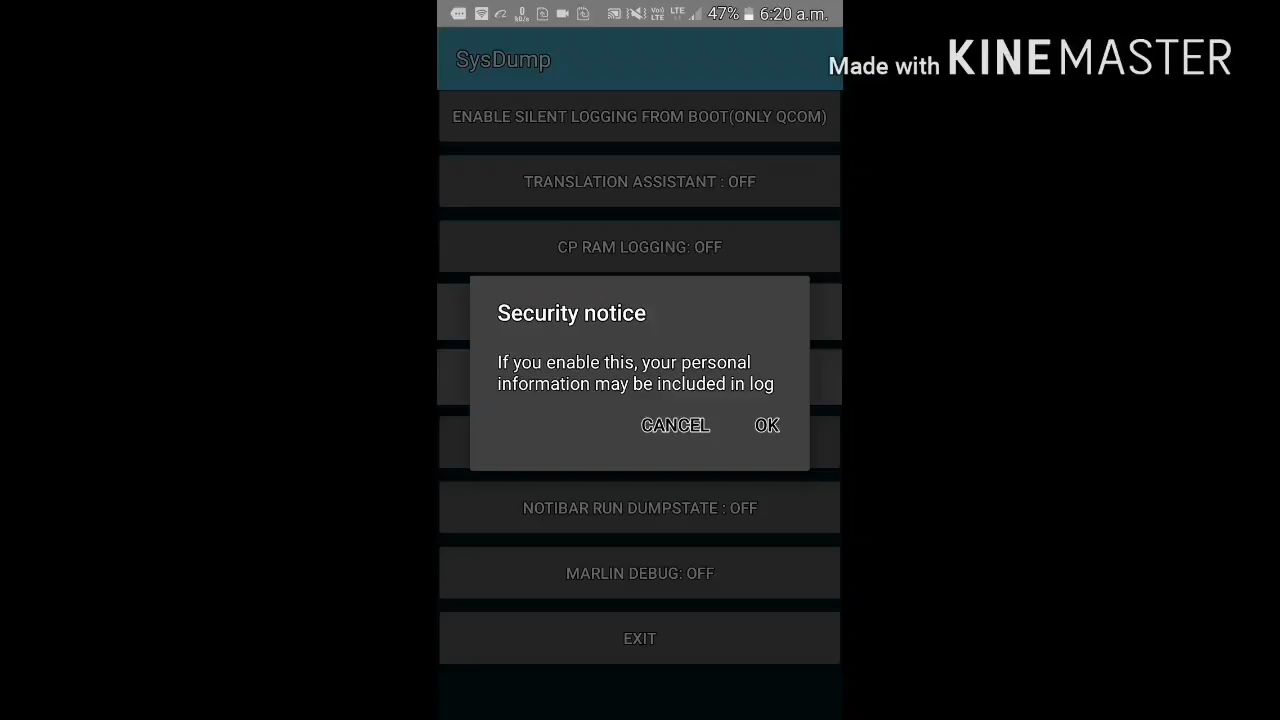 47% 6:20 a.m.
SysDump
Made with KINEMASTER
ENABLE SILENT LOGGING FROM BOOT(ONLY QCOM)
TRANSLATION ASSISTANT : OFF
CP RAM LOGGING: OFF
Security notice
If you enable this, your personal
information may be included in log
CANCEL OK
NOTIBAR RUN DUMPSTATE : OFF
MARLIN DEBUG: OFF
EXIT